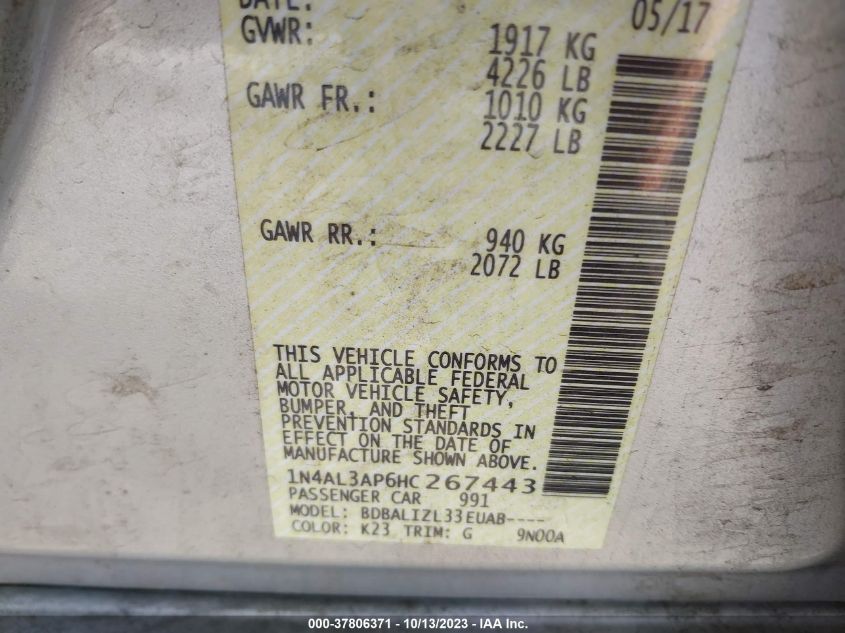 DATE: 05/17
GVWR: 1917 KG
4226 LB
GAWR FR.: 1010 KG
2227 LB
GAWR RR.: 940 KG
2072 LB
THIS VEHICLE CONFORMS TO
ALL APPLICABLE FEDERAL
MOTOR VEHICLE SAFETY,
BUMPER, AND THEFT
PREVENTION STANDARDS IN
EFFECT ON THE DATE OF
MANUFACTURE SHOWN ABOVE.
1N4AL3AP6HC267443
PASSENGER CAR 991
MODEL: BDBALIZL33EUAB----
COLOR: K23 TRIM: G 9N00A
000-37806371 - 10/13/2023 - IAA Inc.